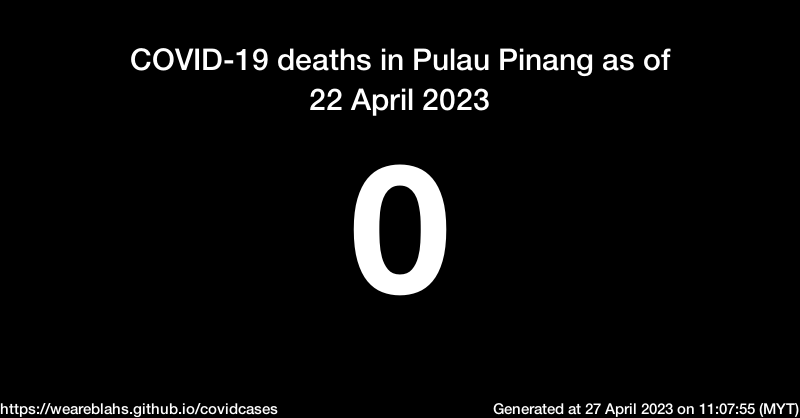 COVID-19 deaths in Pulau Pinang as of
22 April 2023
0
https://weareblahs.github.io/covidcases
Generated at 27 April 2023 on 11:07:55 (MYT)